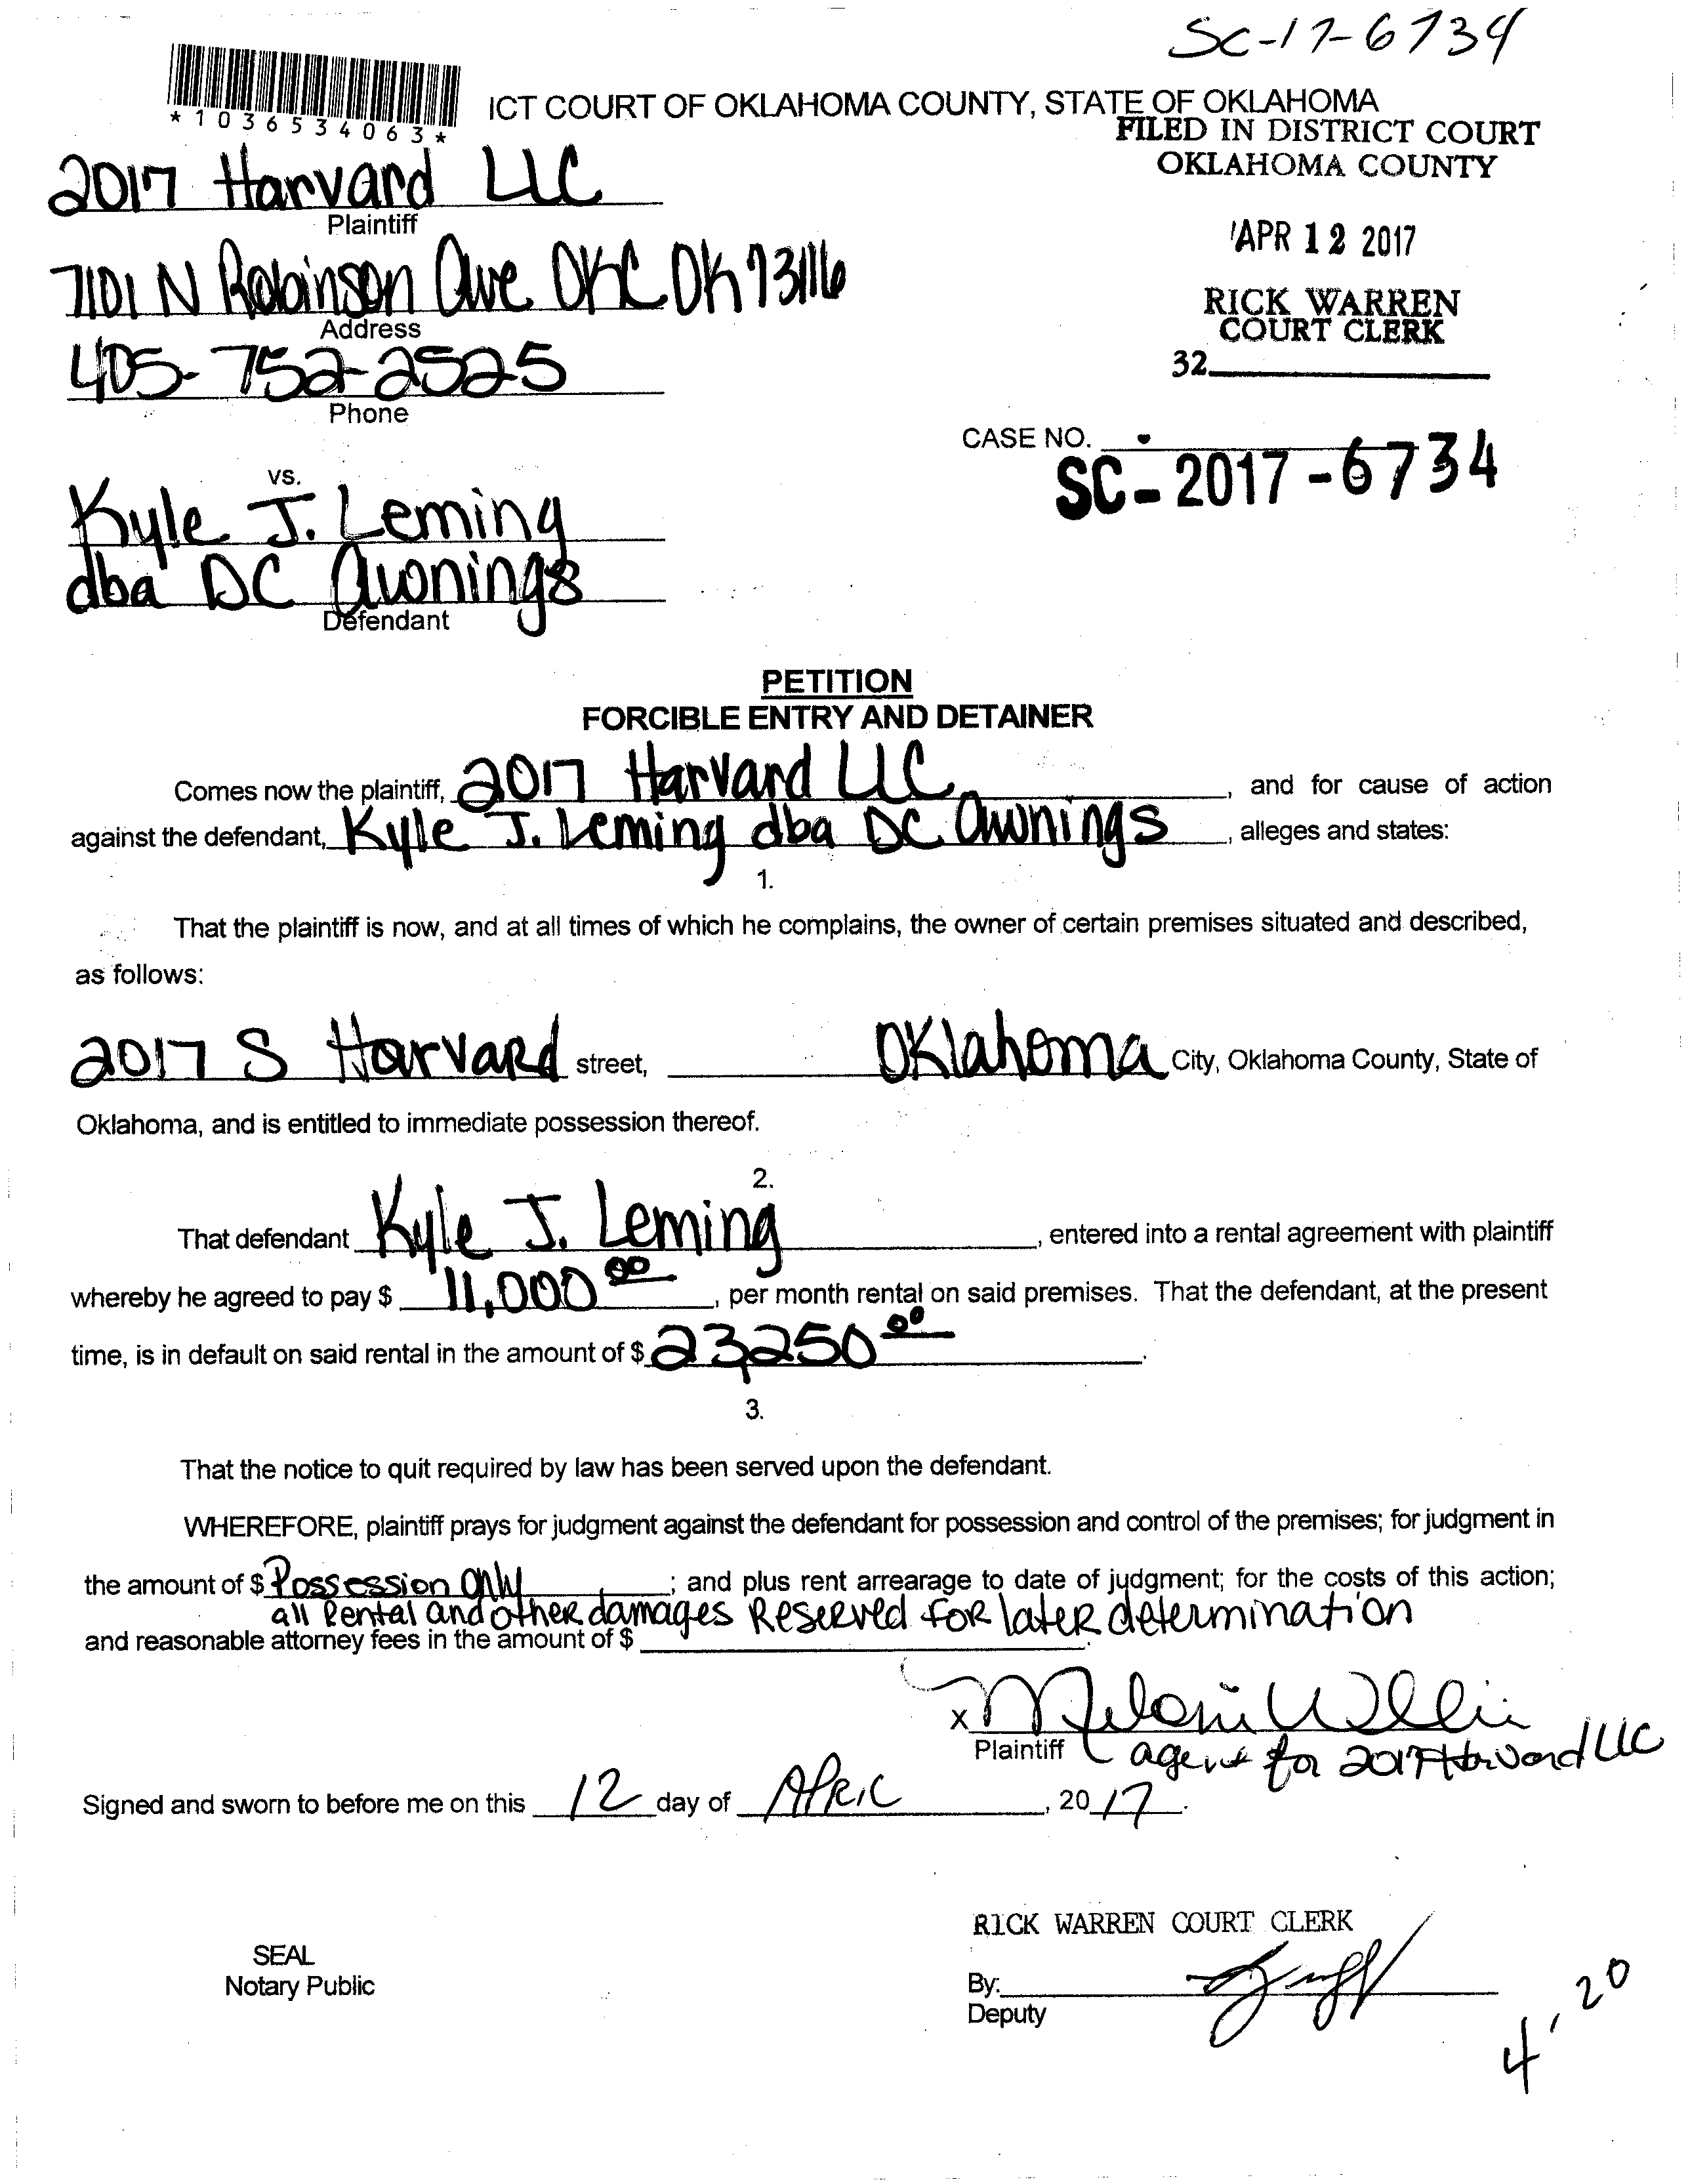 SC-17-6734
*1036534063*
ICT COURT OF OKLAHOMA COUNTY, STATE OF OKLAHOMA
FILED IN DISTRICT COURT
OKLAHOMA COUNTY
2017 Harvard LLC
Plaintiff
APR 12 2017
7101 N Robinson Ave OKC OK 73116
Address
RICK WARREN
COURT CLERK
405-752-2525
Phone
32
CASE NO.
SC-2017-6734
vs.
Kyle J. Leming
dba DC Awnings
Defendant
PETITION
FORCIBLE ENTRY AND DETAINER
Comes now the plaintiff, 2017 Harvard LLC, and for cause of action
against the defendant, Kyle J. Leming dba DC Awnings, alleges and states:
1.
That the plaintiff is now, and at all times of which he complains, the owner of certain premises situated and described,
as follows:
2017 S Harvard street, Oklahoma City, Oklahoma County, State of
Oklahoma, and is entitled to immediate possession thereof.
2.
That defendant Kyle J. Leming, entered into a rental agreement with plaintiff
whereby he agreed to pay $ 11,000 00, per month rental on said premises. That the defendant, at the present
time, is in default on said rental in the amount of $ 23,250 00.
3.
That the notice to quit required by law has been served upon the defendant.
WHEREFORE, plaintiff prays for judgment against the defendant for possession and control of the premises; for judgment in
the amount of $ Possession Only; and plus rent arrearage to date of judgment; for the costs of this action;
all Rental and other damages Reserved for later determination
and reasonable attorney fees in the amount of $
x
Plaintiff agent for 2017 Harvard LLC
Signed and sworn to before me on this 12 day of April, 2017.
RICK WARREN COURT CLERK
SEAL
Notary Public
By:
Deputy
4, 20